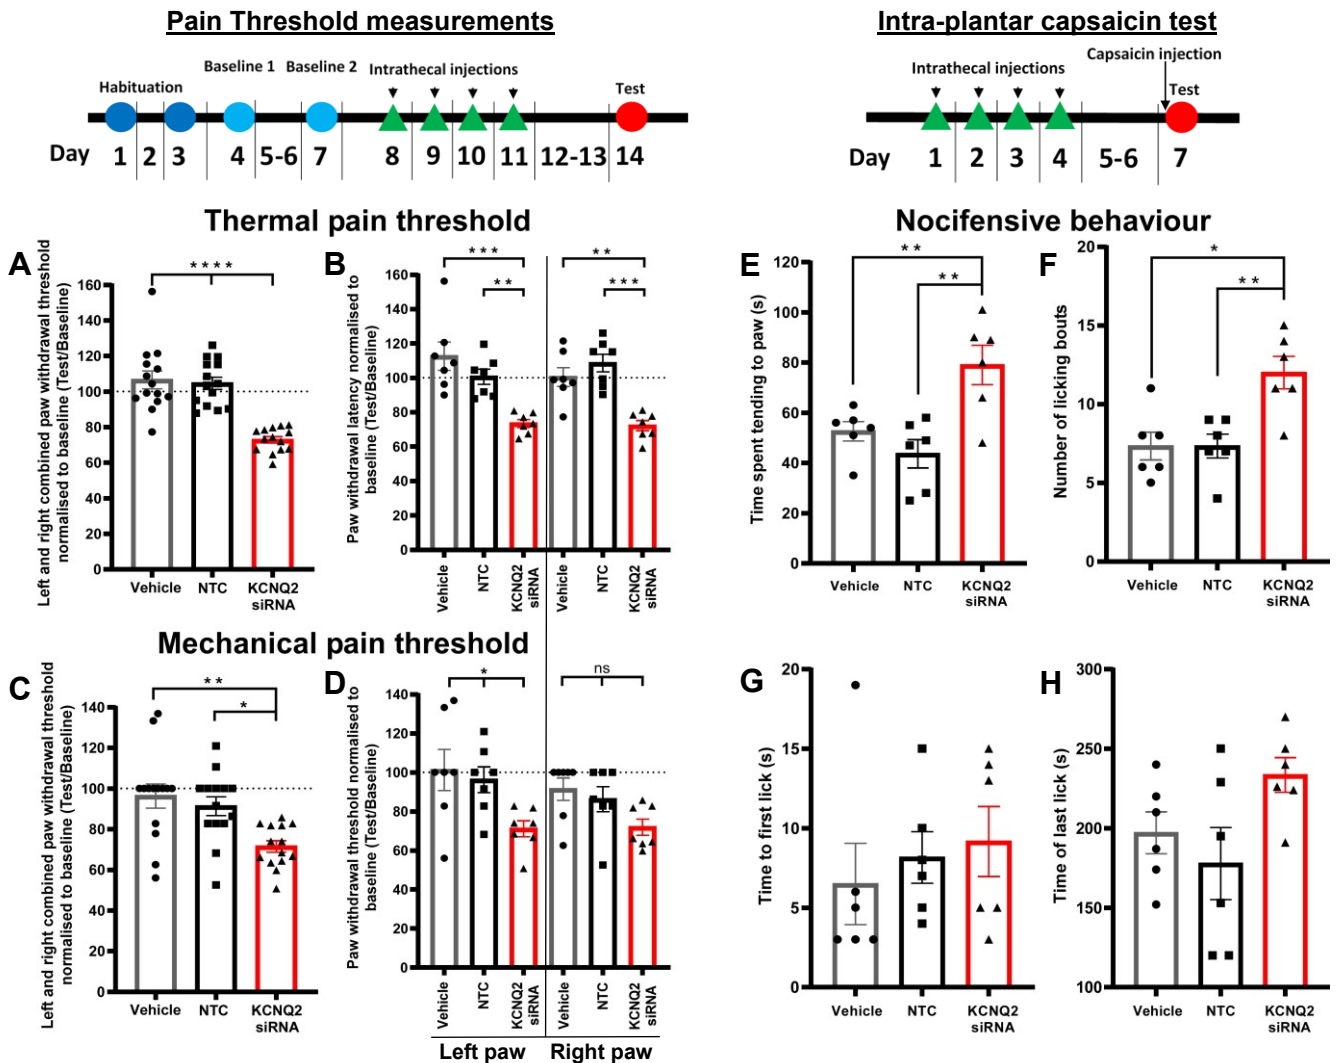 Pain Threshold measurements
Intra-plantar capsaicin test
Baseline 1 Baseline 2 Intrathecal injections
Habituation
Test
Day 1 2 3 4 5-6 7 8 9 10 11 12-13 14
Capsaicin injection
Intrathecal injections
Test
Day 1 2 3 4 5-6 7
Thermal pain threshold
Nocifensive behaviour
A
Left and right combined paw withdrawal threshold
normalised to baseline (Test/Baseline)
160
140
120
100
80
60
40
20
0
****
Vehicle NTC KCNQ2
siRNA
B
Paw withdrawal latency normalised to
baseline (Test/Baseline)
160
140
120
100
80
60
40
20
0
***
**
**
***
Vehicle
NTC
KCNQ2
siRNA
Vehicle
NTC
KCNQ2
siRNA
E
Time spent tending to paw (s)
120
100
80
60
40
20
0
**
**
Vehicle NTC KCNQ2
siRNA
F
Number of licking bouts
20
15
10
5
0
*
**
Vehicle NTC KCNQ2
siRNA
Mechanical pain threshold
C
Left and right combined paw withdrawal threshold
normalised to baseline (Test/Baseline)
140
120
100
80
60
40
20
0
**
*
Vehicle NTC KCNQ2
siRNA
D
Paw withdrawal threshold normalised to
baseline (Test/Baseline)
140
120
100
80
60
40
20
0
*
ns
Vehicle
NTC
KCNQ2
siRNA
Vehicle
NTC
KCNQ2
siRNA
Left paw Right paw
G
Time to first lick (s)
20
15
10
5
0
Vehicle NTC KCNQ2
siRNA
H
Time of last lick (s)
300
250
200
150
100
Vehicle NTC KCNQ2
siRNA